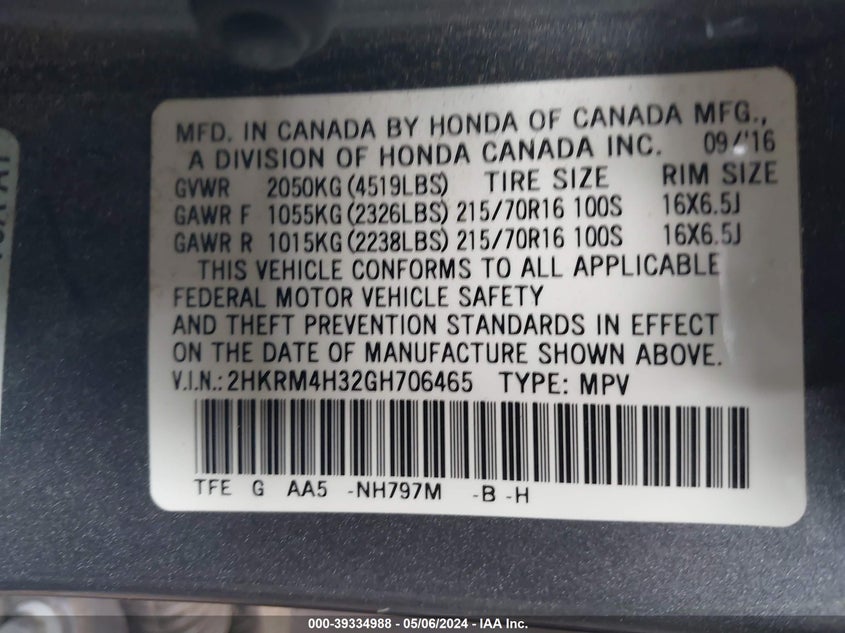 MFD. IN CANADA BY HONDA OF CANADA MFG.,
A DIVISION OF HONDA CANADA INC. 09/'16
GVWR 2050KG (4519LBS) TIRE SIZE RIM SIZE
GAWR F 1055KG (2326LBS) 215/70R16 100S 16X6.5J
GAWR R 1015KG (2238LBS) 215/70R16 100S 16X6.5J
THIS VEHICLE CONFORMS TO ALL APPLICABLE
FEDERAL MOTOR VEHICLE SAFETY
AND THEFT PREVENTION STANDARDS IN EFFECT
ON THE DATE OF MANUFACTURE SHOWN ABOVE.
V.I.N.: 2HKRM4H32GH706465 TYPE: MPV
TFE G AA5 -NH797M -B -H
000-39334988 - 05/06/2024 - IAA Inc.